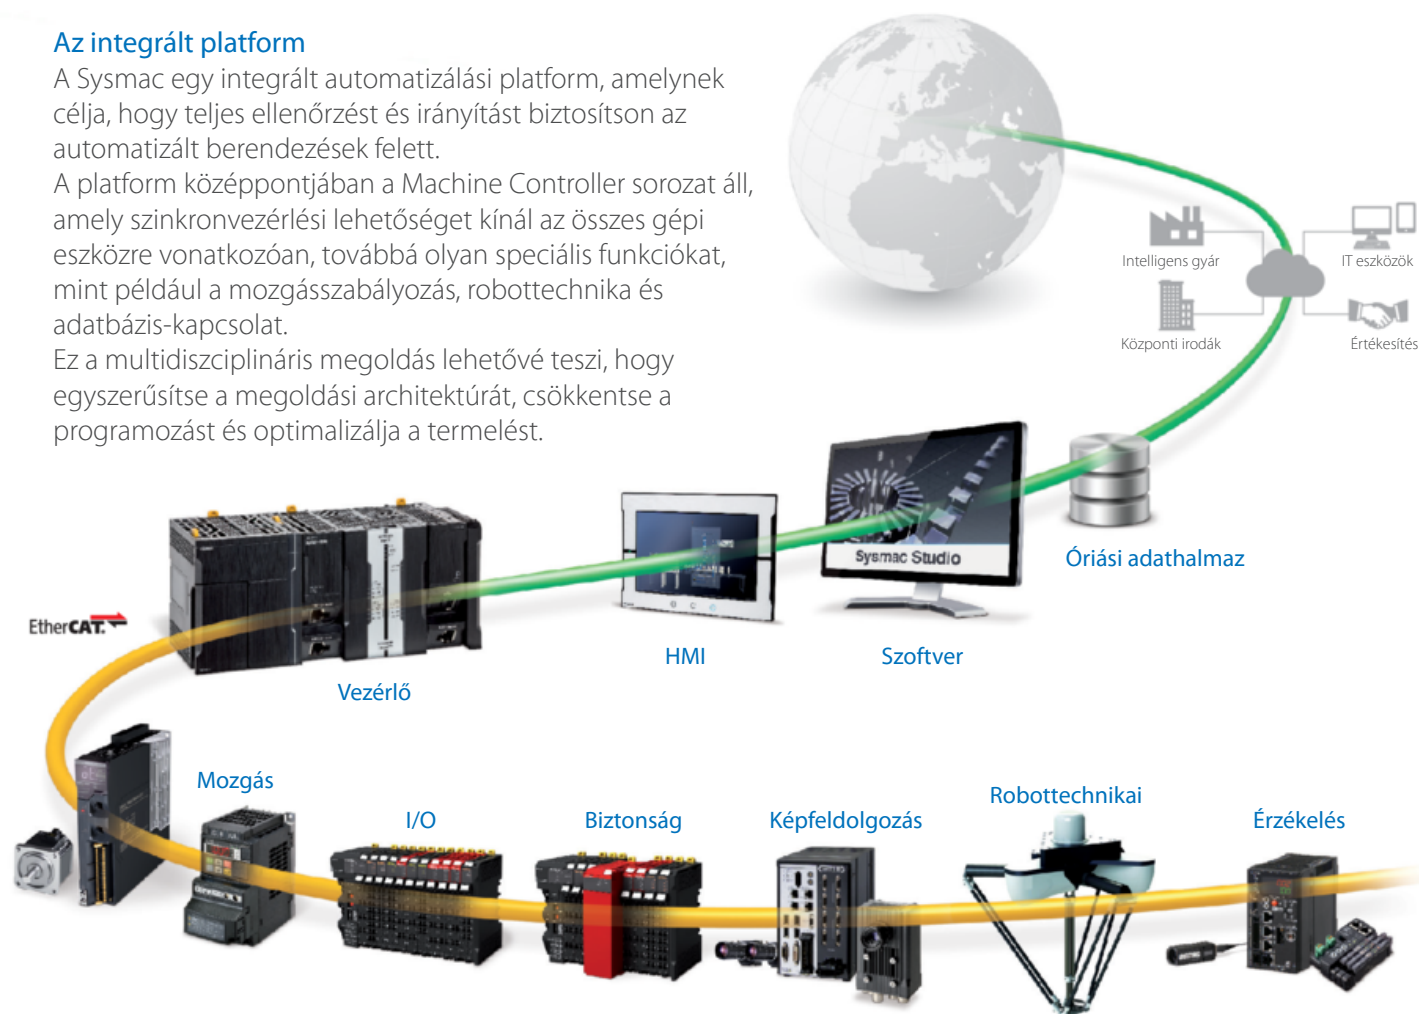 Az integrált platform
A Sysmac egy integrált automatizálási platform, amelynek
célja, hogy teljes ellenőrzést és irányítást biztosítson az
automatizált berendezések felett.
A platform középpontjában a Machine Controller sorozat áll,
amely szinkronvezérlési lehetőséget kínál az összes gépi
eszközre vonatkozóan, továbbá olyan speciális funkciókat,
mint például a mozgásszabályozás, robottechnika és
adatbázis-kapcsolat.
Ez a multidiszciplináris megoldás lehetővé teszi, hogy
egyszerűsítse a megoldási architektúrát, csökkentse a
programozást és optimalizálja a termelést.
Intelligens gyár
IT eszközök
Központi irodák
Értékesítés
Sysmac Studio
Óriási adathalmaz
EtherCAT.
HMI
Szoftver
Vezérlő
Mozgás
I/O
Biztonság
Képfeldolgozás
Robottechnikai
Érzékelés